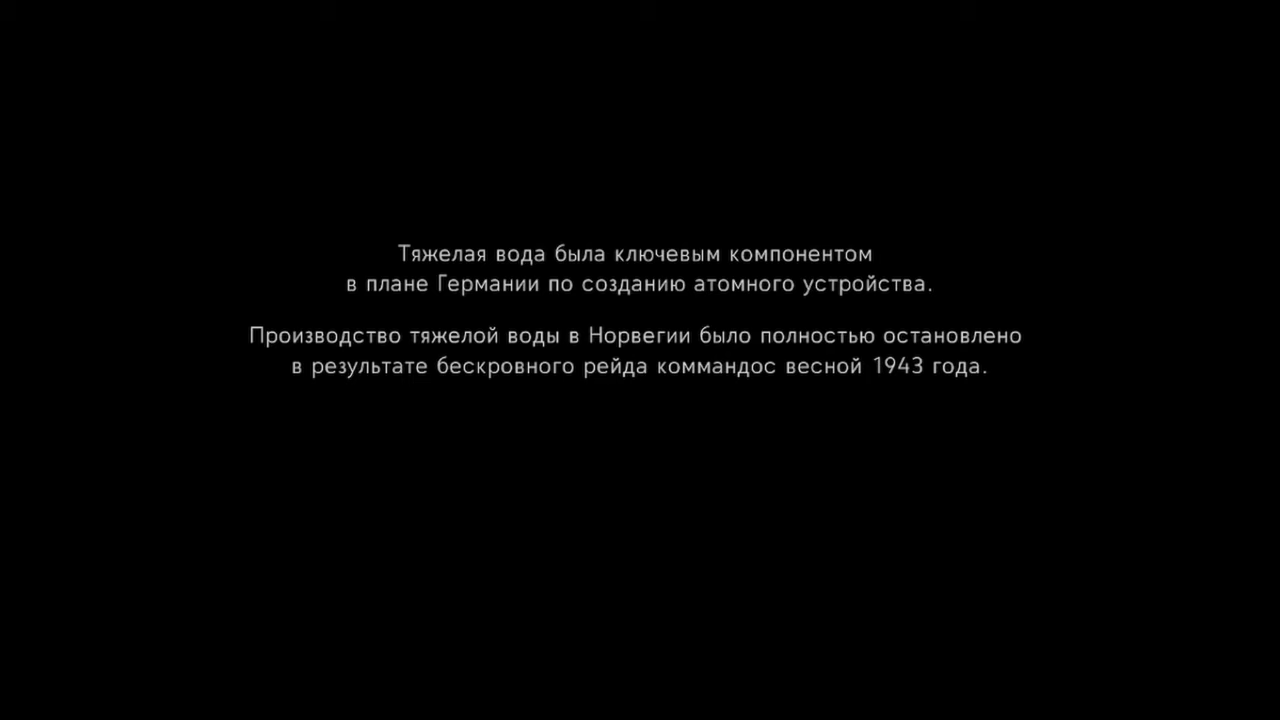 Тяжелая вода была ключевым компонентом
в плане Германии по созданию атомного устройства.
Производство тяжелой воды в Норвегии было полностью остановлено
в результате бескровного рейда коммандос весной 1943 года.